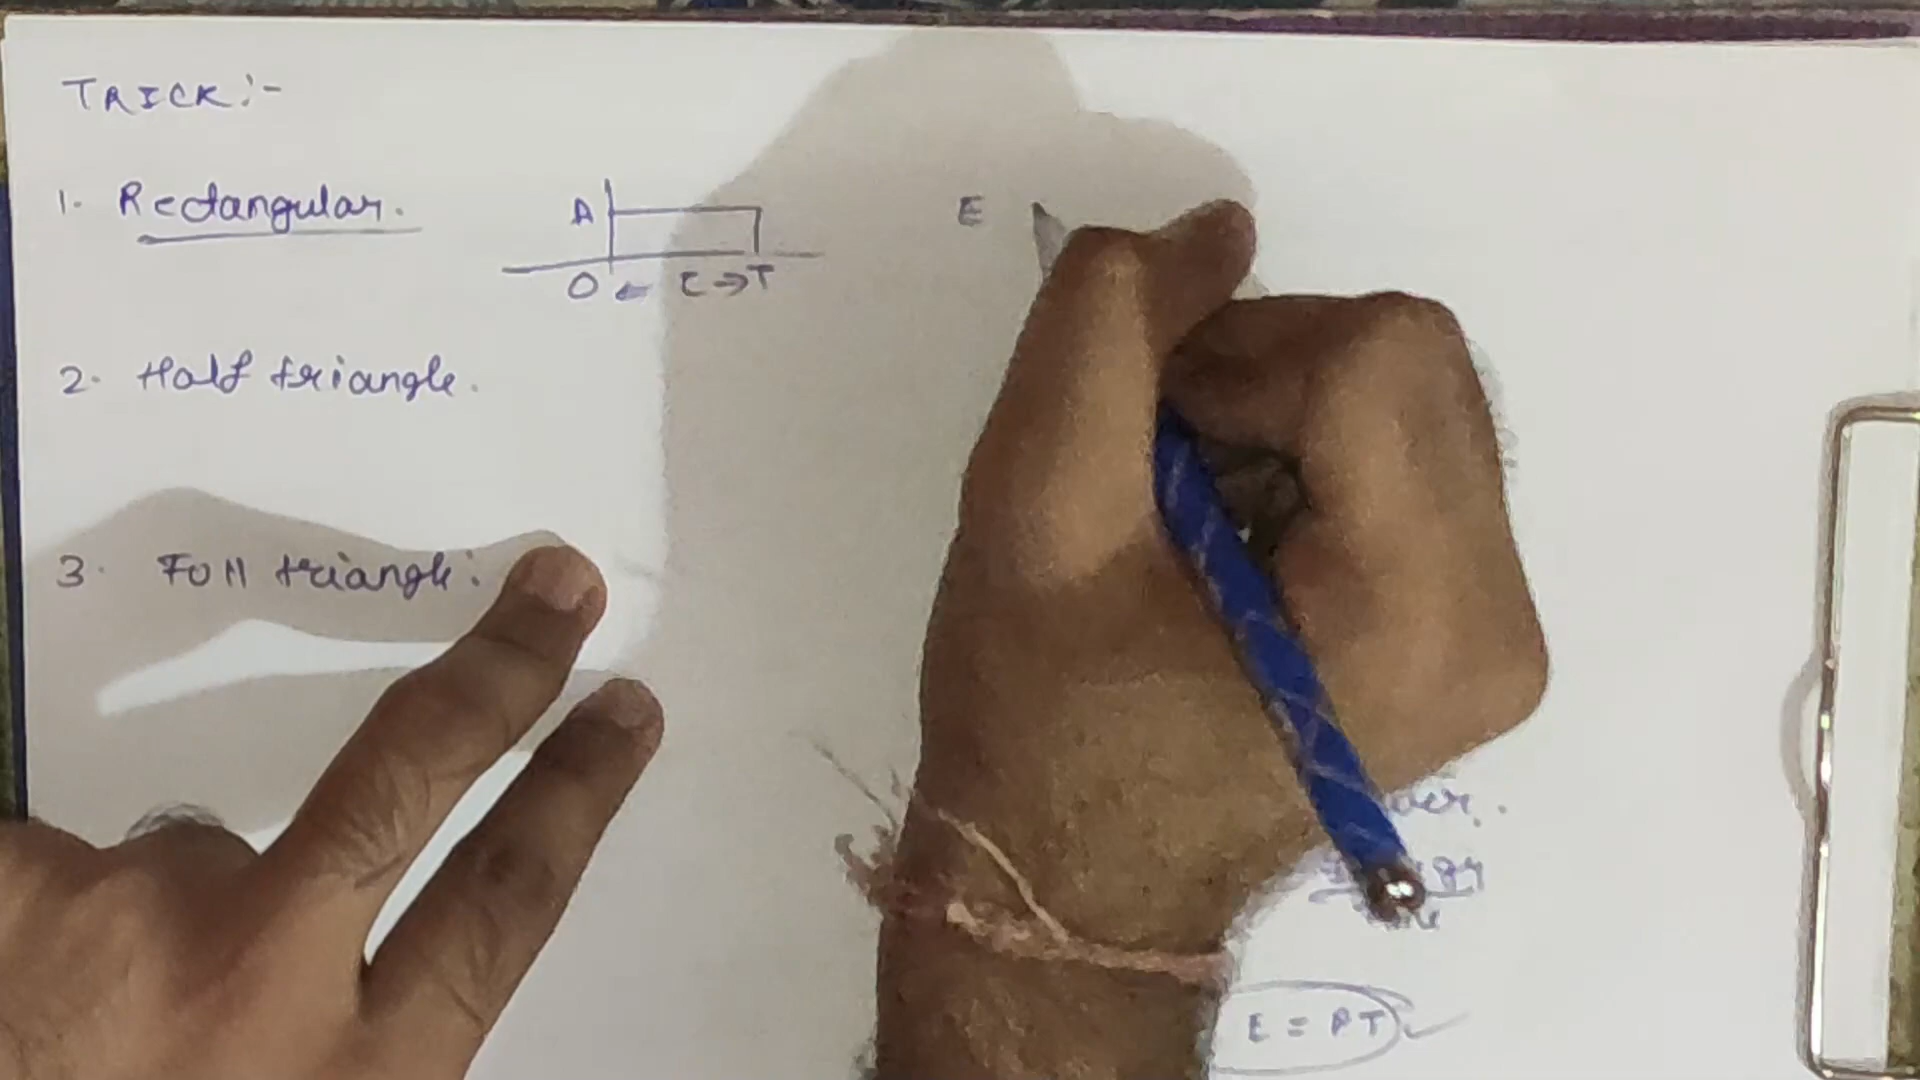 TRICK:-
1. Rectangular.
A
E
O ← τ → T
2. Half triangle.
3. Full triangle:
E = PT